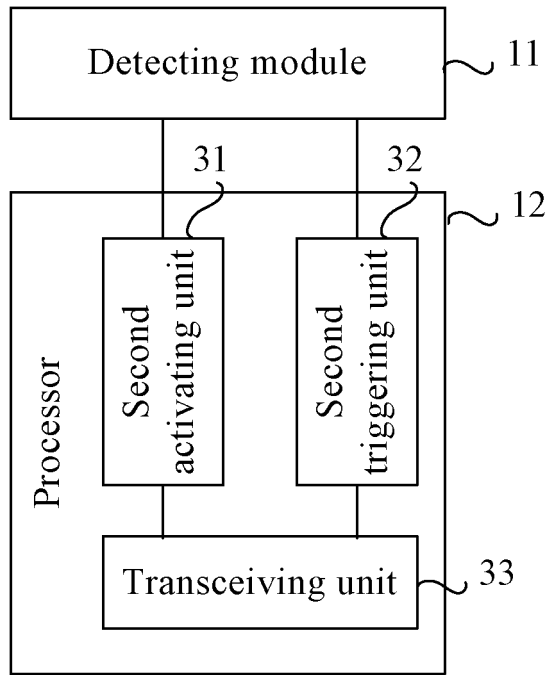 Detecting module
11
31
32
12
Processor
Second
activating unit
Second
triggering unit
Transceiving unit
33